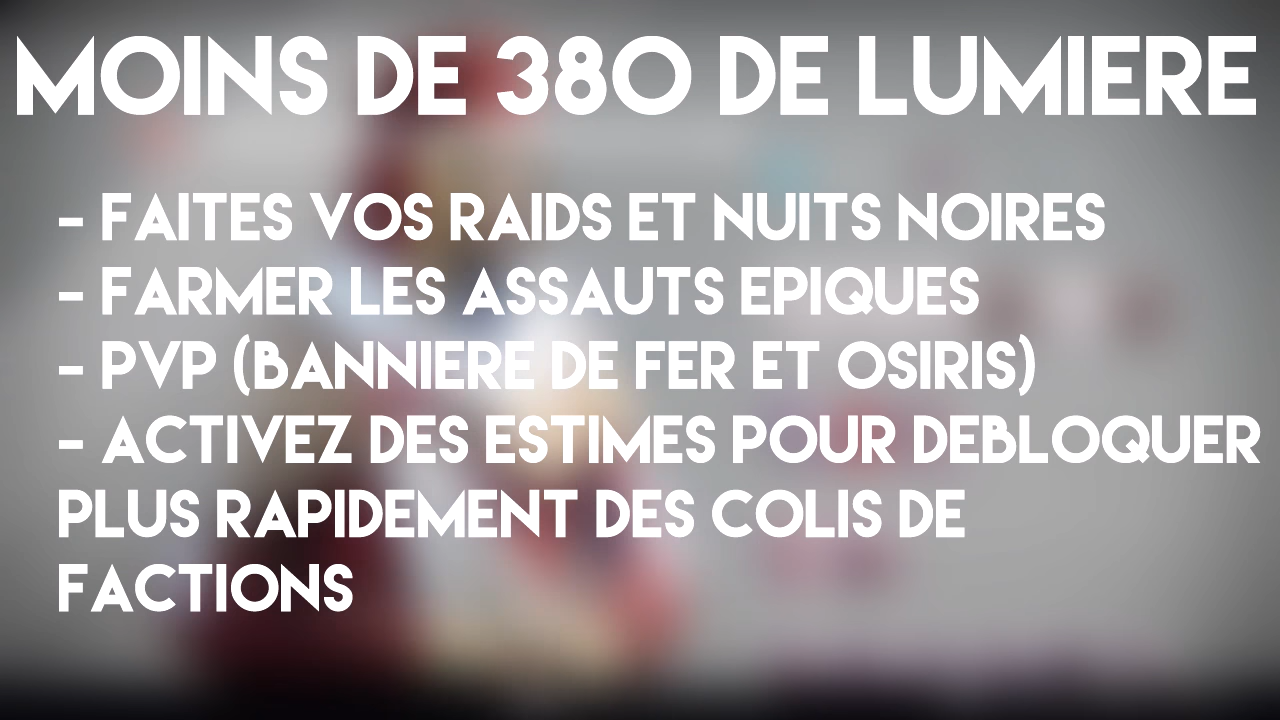 MOINS DE 380 DE LUMIERE
- FAITES VOS RAIDS ET NUITS NOIRES
- FARMER LES ASSAUTS EPIQUES
- PVP (BANNIERE DE FER ET OSIRIS)
- ACTIVEZ DES ESTIMES POUR DEBLOQUER
PLUS RAPIDEMENT DES COLIS DE
FACTIONS